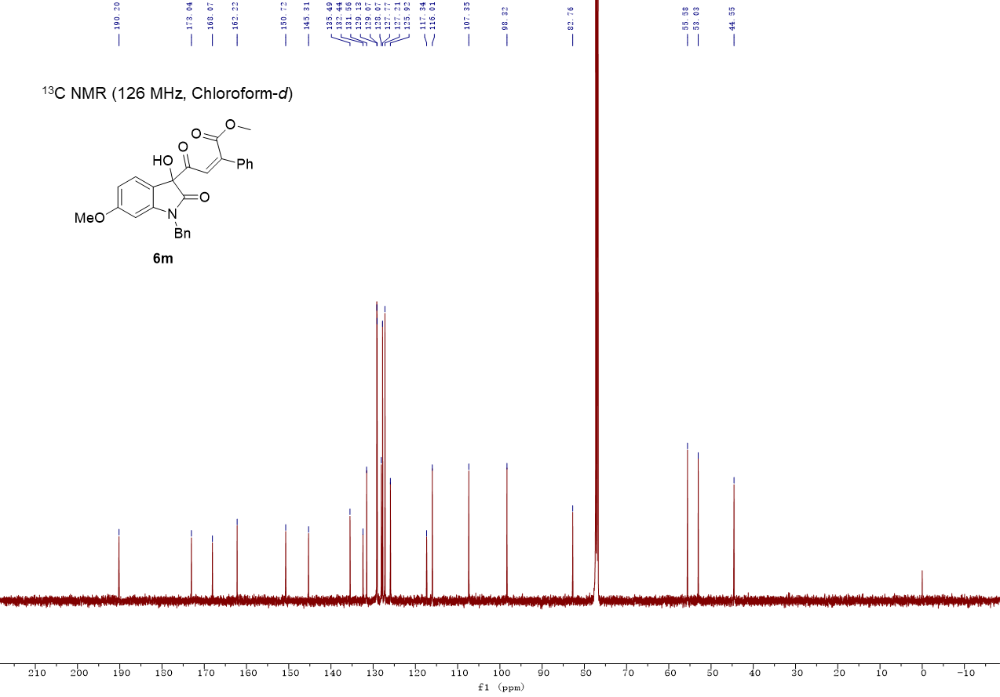 190.20
173.04
168.07
162.22
150.72
145.31
135.49
132.44
131.56
129.13
129.07
128.07
127.77
127.21
125.92
117.34
116.01
107.35
98.32
82.76
55.58
53.03
44.55
13C NMR (126 MHz, Chloroform-d)
O
O
O
HO
Ph
O
MeO
N
Bn
6m
210 200 190 180 170 160 150 140 130 120 110 100 90 80 70 60 50 40 30 20 10 0 -10
f1 (ppm)